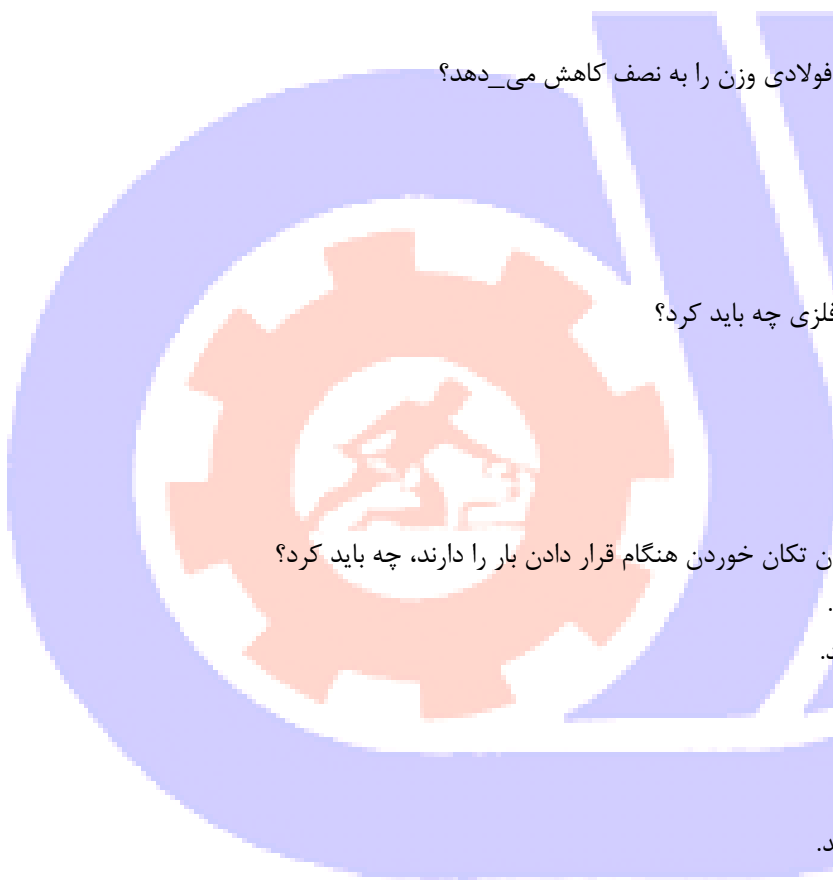 فولادی وزن را به نصف کاهش می_دهد؟
فلزی چه باید کرد؟
ن تکان خوردن هنگام قرار دادن بار را دارند، چه باید کرد؟
.
د.
د.